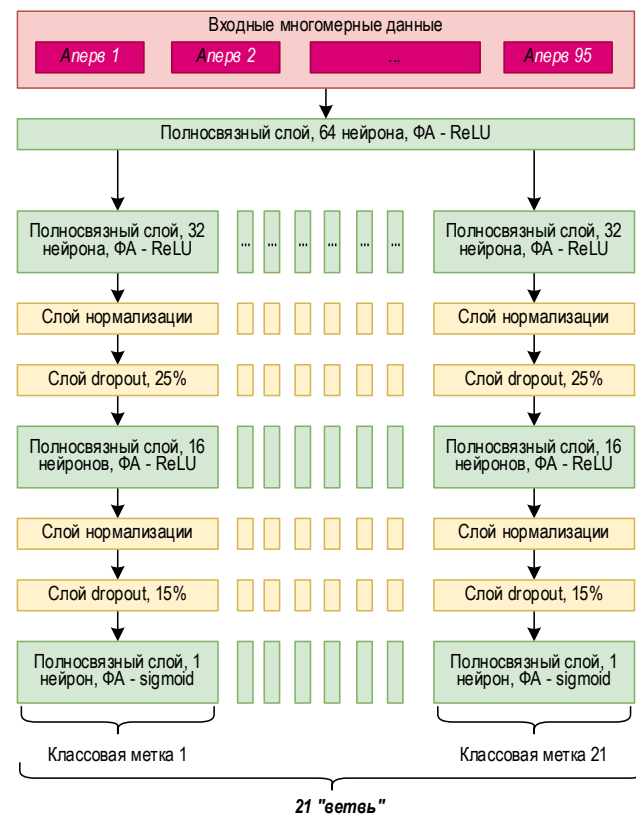 Входные многомерные данные
Аперв 1
Аперв 2
...
Аперв 95
Полносвязный слой, 64 нейрона, ФА - ReLU
Полносвязный слой, 32
нейрона, ФА - ReLU
... ... ... ... ... ...
Полносвязный слой, 32
нейрона, ФА - ReLU
Слой нормализации
Слой нормализации
Слой dropout, 25%
Слой dropout, 25%
Полносвязный слой, 16
нейронов, ФА - ReLU
Полносвязный слой, 16
нейронов, ФА - ReLU
Слой нормализации
Слой нормализации
Слой dropout, 15%
Слой dropout, 15%
Полносвязный слой, 1
нейрон, ФА - sigmoid
Полносвязный слой, 1
нейрон, ФА - sigmoid
Классовая метка 1
Классовая метка 21
21 "ветвь"